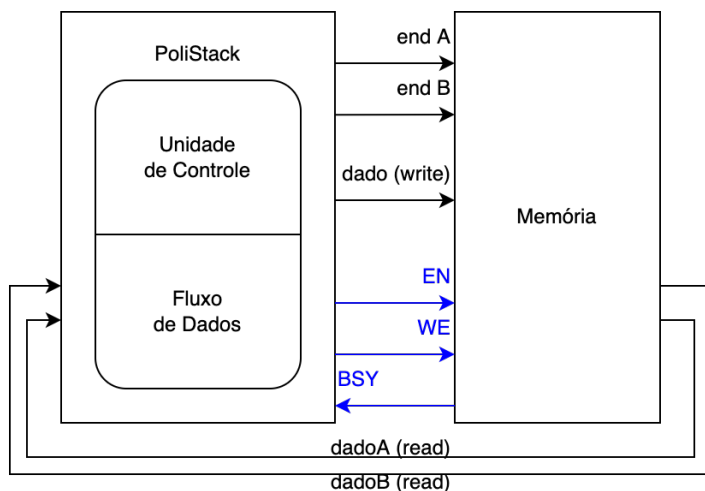 PoliStack
Unidade
de Controle
Fluxo
de Dados
end A
end B
dado (write)
EN
WE
BSY
Memória
dadoA (read)
dadoB (read)